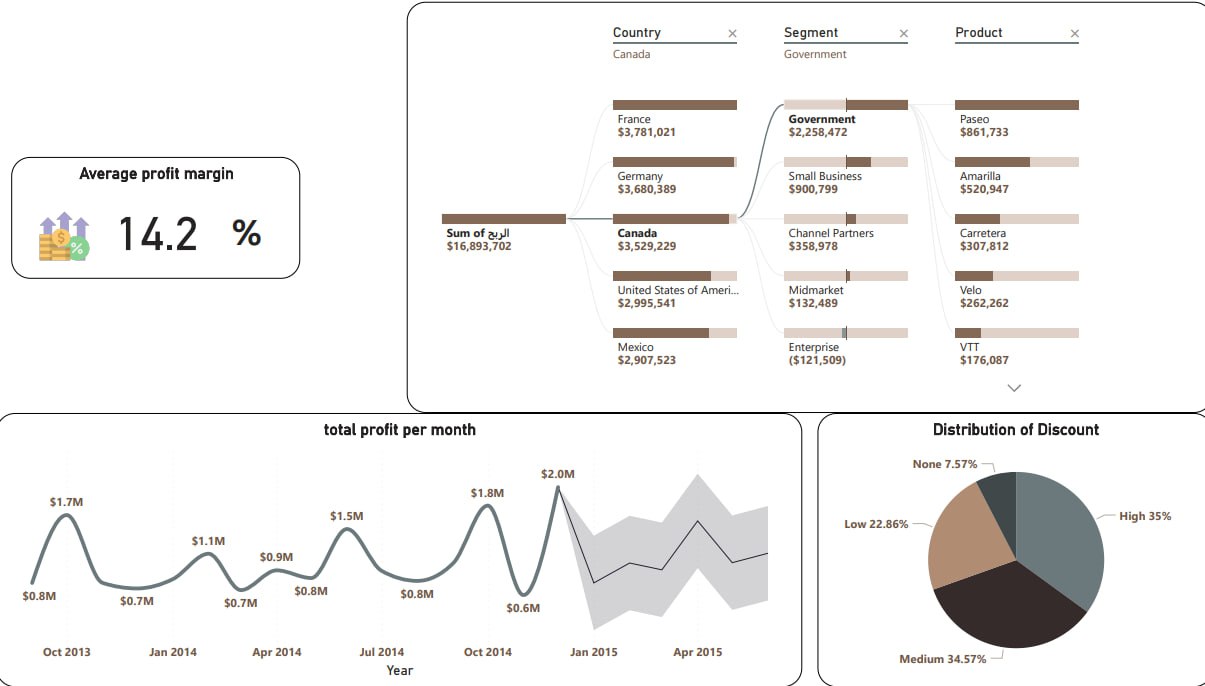 Average profit margin
14.2 %
$
%
Country ×
Canada
Segment ×
Government
Product ×
Sum of الربح
$16,893,702
France
$3,781,021
Germany
$3,680,389
Canada
$3,529,229
United States of Ameri...
$2,995,541
Mexico
$2,907,523
Government
$2,258,472
Small Business
$900,799
Channel Partners
$358,978
Midmarket
$132,489
Enterprise
($121,509)
Paseo
$861,733
Amarilla
$520,947
Carretera
$307,812
Velo
$262,262
VTT
$176,087
total profit per month
$0.8M
$1.7M
$0.7M
$1.1M
$0.7M
$0.9M
$0.8M
$1.5M
$0.8M
$1.8M
$0.6M
$2.0M
Oct 2013 Jan 2014 Apr 2014 Jul 2014 Oct 2014 Jan 2015 Apr 2015
Year
Distribution of Discount
None 7.57%
High 35%
Low 22.86%
Medium 34.57%